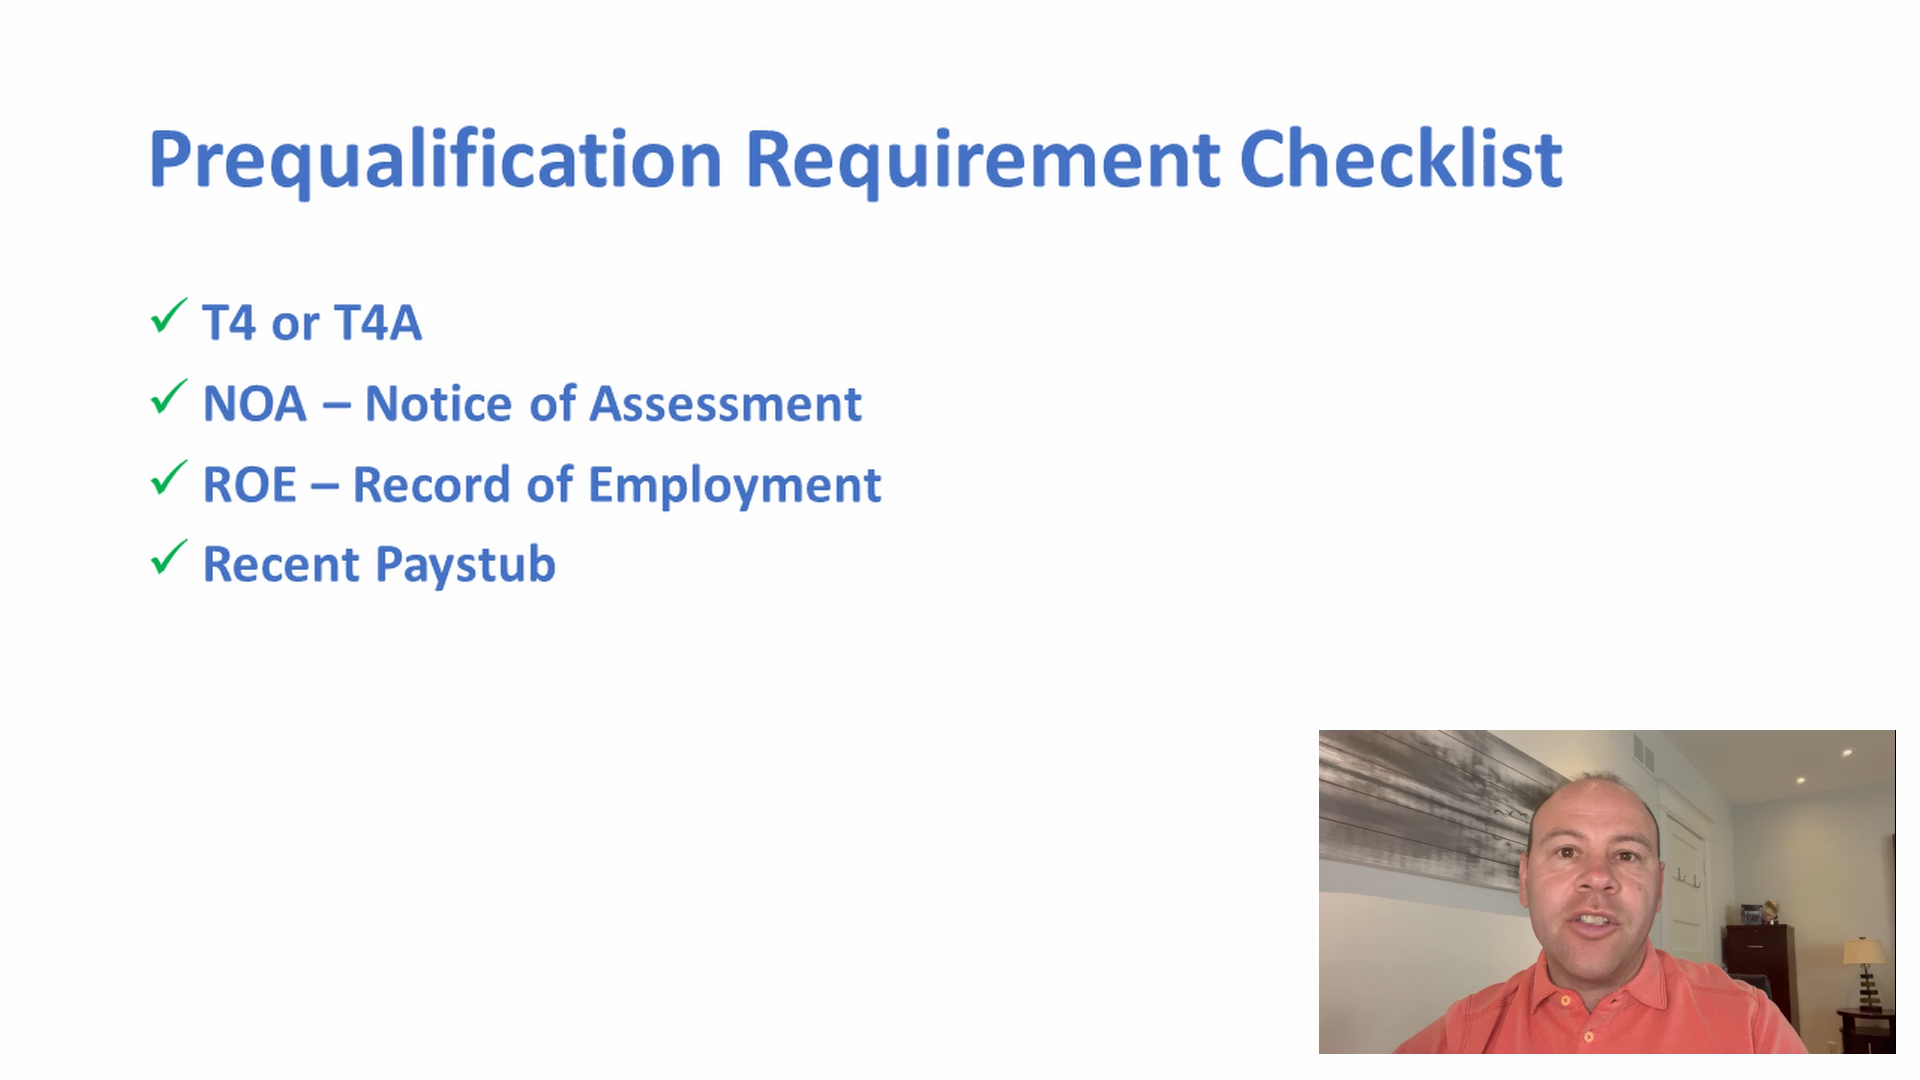 Prequalification Requirement Checklist
✓ T4 or T4A
✓ NOA – Notice of Assessment
✓ ROE – Record of Employment
✓ Recent Paystub